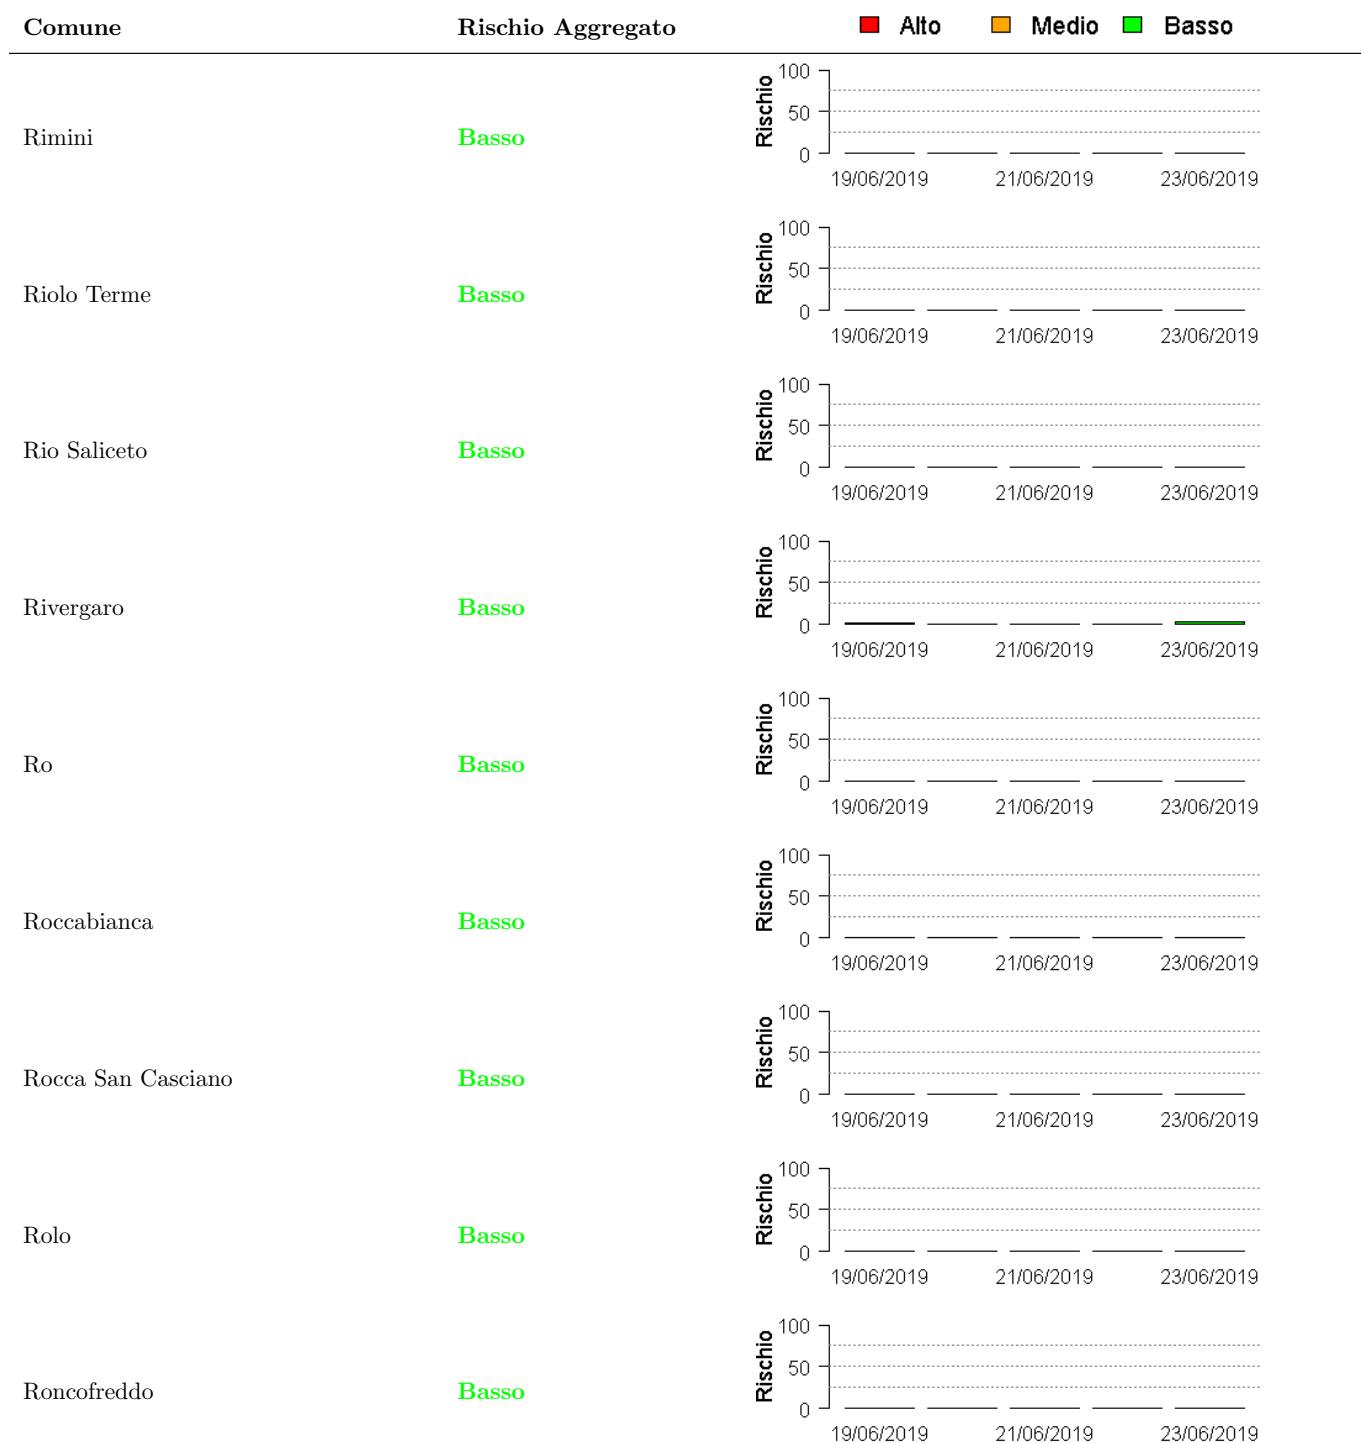 Comune Rischio Aggregato Alto Medio Basso
Rimini Basso Rischio 100 50 0
19/06/2019 21/06/2019 23/06/2019
Riolo Terme Basso Rischio 100 50 0
19/06/2019 21/06/2019 23/06/2019
Rio Saliceto Basso Rischio 100 50 0
19/06/2019 21/06/2019 23/06/2019
Rivergaro Basso Rischio 100 50 0
19/06/2019 21/06/2019 23/06/2019
Ro Basso Rischio 100 50 0
19/06/2019 21/06/2019 23/06/2019
Roccabianca Basso Rischio 100 50 0
19/06/2019 21/06/2019 23/06/2019
Rocca San Casciano Basso Rischio 100 50 0
19/06/2019 21/06/2019 23/06/2019
Rolo Basso Rischio 100 50 0
19/06/2019 21/06/2019 23/06/2019
Roncofreddo Basso Rischio 100 50 0
19/06/2019 21/06/2019 23/06/2019